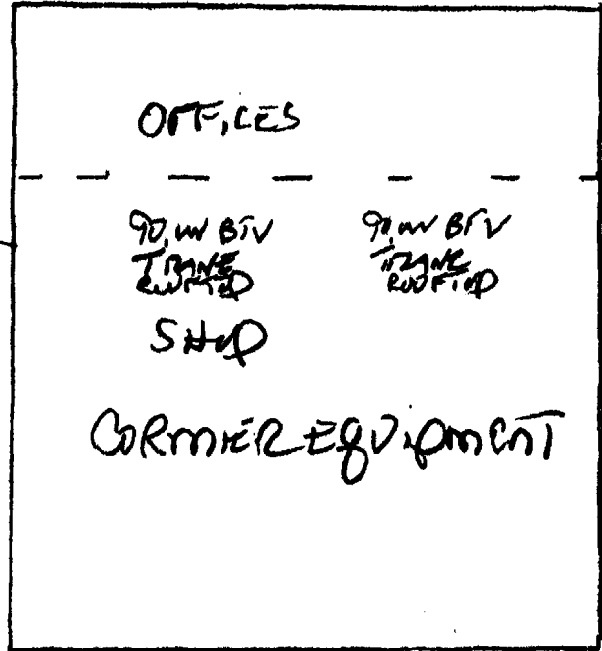 OFFICES
90,000 BTU 90,000 BTU
TRANE TRANE
ROOFTOP ROOFTOP
SHOP
CORMIER EQUIPMENT